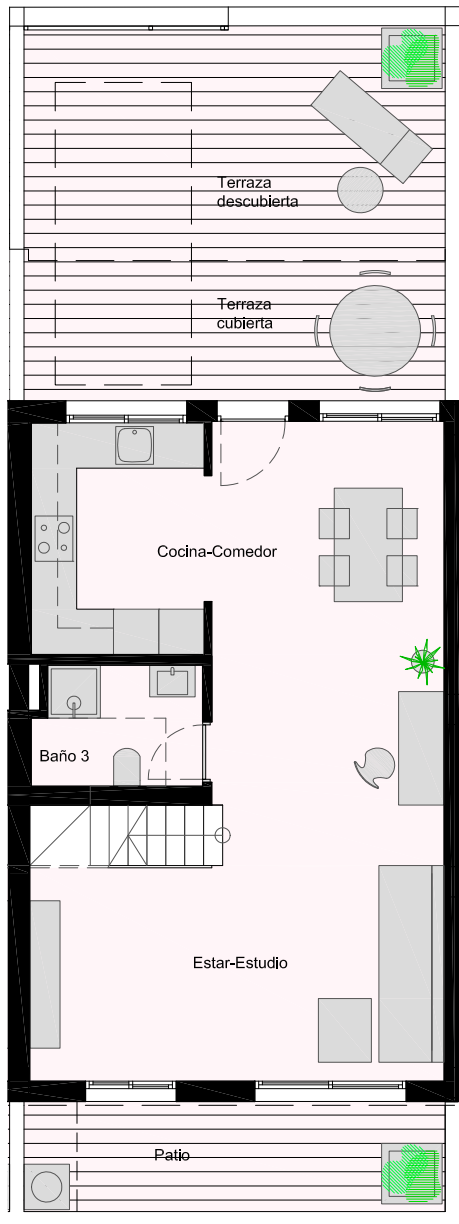 Terraza
descubierta
Terraza
cubierta
Cocina-Comedor
Baño 3
Estar-Estudio
Patio